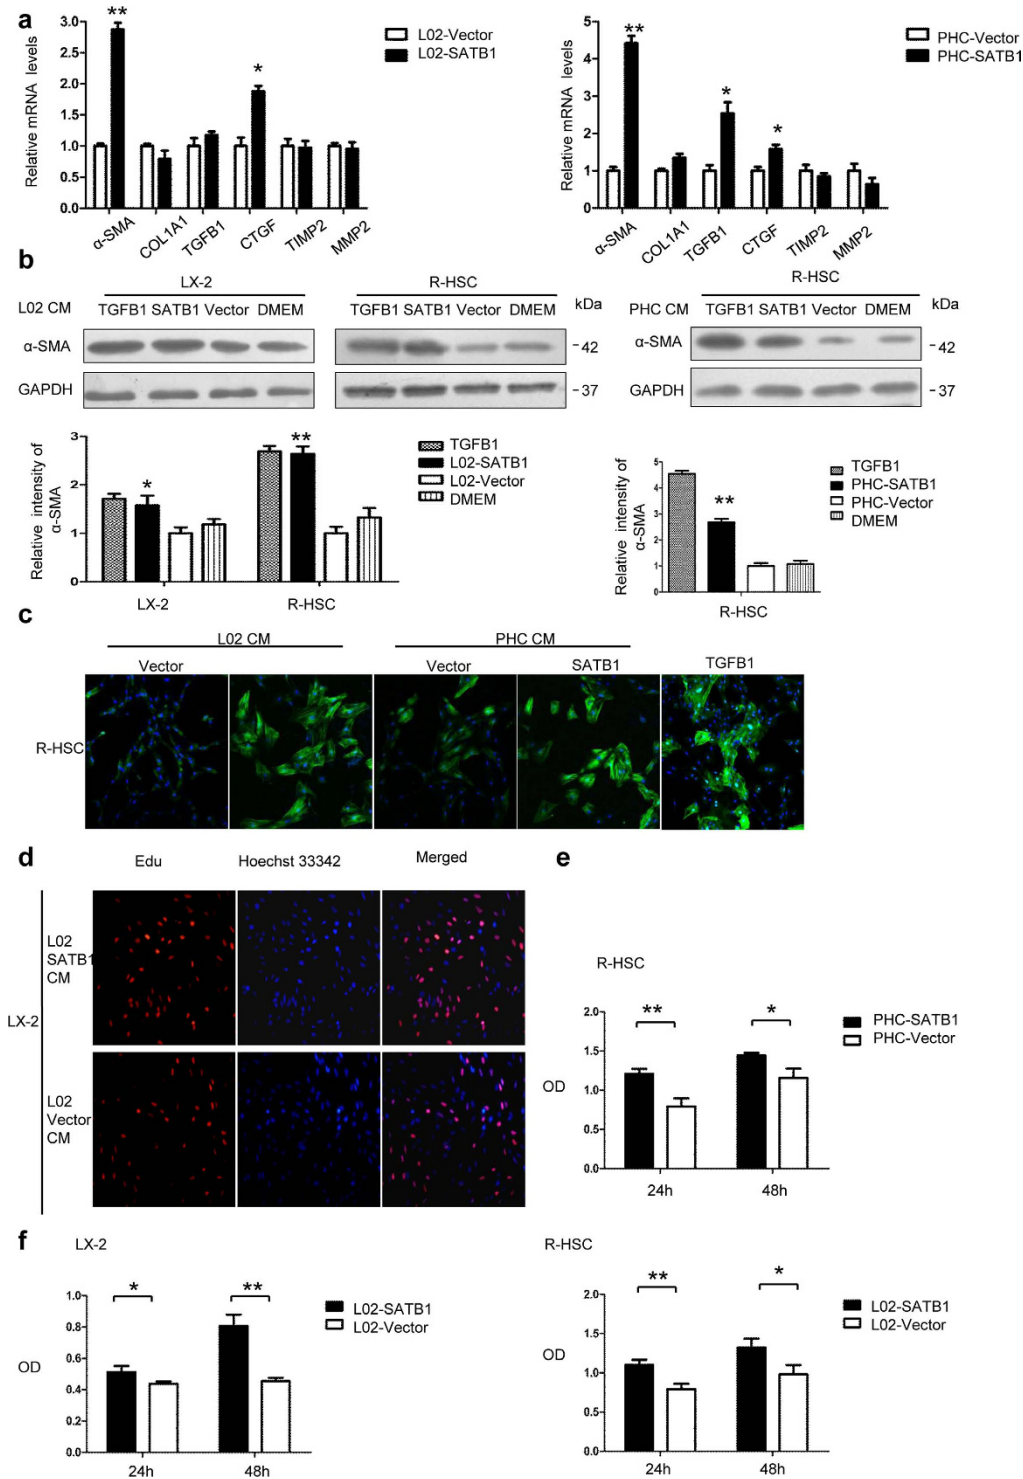 a
Relative mRNA levels
3.0
2.5
2.0
1.5
1.0
0.5
0.0
**
*
L02-Vector
L02-SATB1
α-SMA
COL1A1
TGFB1
CTGF
TIMP2
MMP2
Relative mRNA levels
5
4
3
2
1
0
**
*
*
PHC-Vector
PHC-SATB1
α-SMA
COL1A1
TGFB1
CTGF
TIMP2
MMP2
b
LX-2
R-HSC
L02 CM
TGFB1 SATB1 Vector DMEM
TGFB1 SATB1 Vector DMEM
kDa
α-SMA
-42
GAPDH
-37
R-HSC
PHC CM
TGFB1 SATB1 Vector DMEM
kDa
α-SMA
-42
GAPDH
-37
Relative intensity of
α-SMA
3
2
1
0
*
**
TGFB1
L02-SATB1
L02-Vector
DMEM
LX-2
R-HSC
Relative intensity of
α-SMA
5
4
3
2
1
0
**
TGFB1
PHC-SATB1
PHC-Vector
DMEM
R-HSC
c
L02 CM
PHC CM
Vector
Vector
SATB1
TGFB1
R-HSC
d
Edu
Hoechst 33342
Merged
LX-2
L02
SATB1
CM
L02
Vector
CM
e
R-HSC
OD
2.0
1.5
1.0
0.5
0.0
**
*
PHC-SATB1
PHC-Vector
24h
48h
f
LX-2
OD
1.0
0.8
0.6
0.4
0.2
0.0
*
**
L02-SATB1
L02-Vector
24h
48h
R-HSC
OD
2.0
1.5
1.0
0.5
0.0
**
*
L02-SATB1
L02-Vector
24h
48h